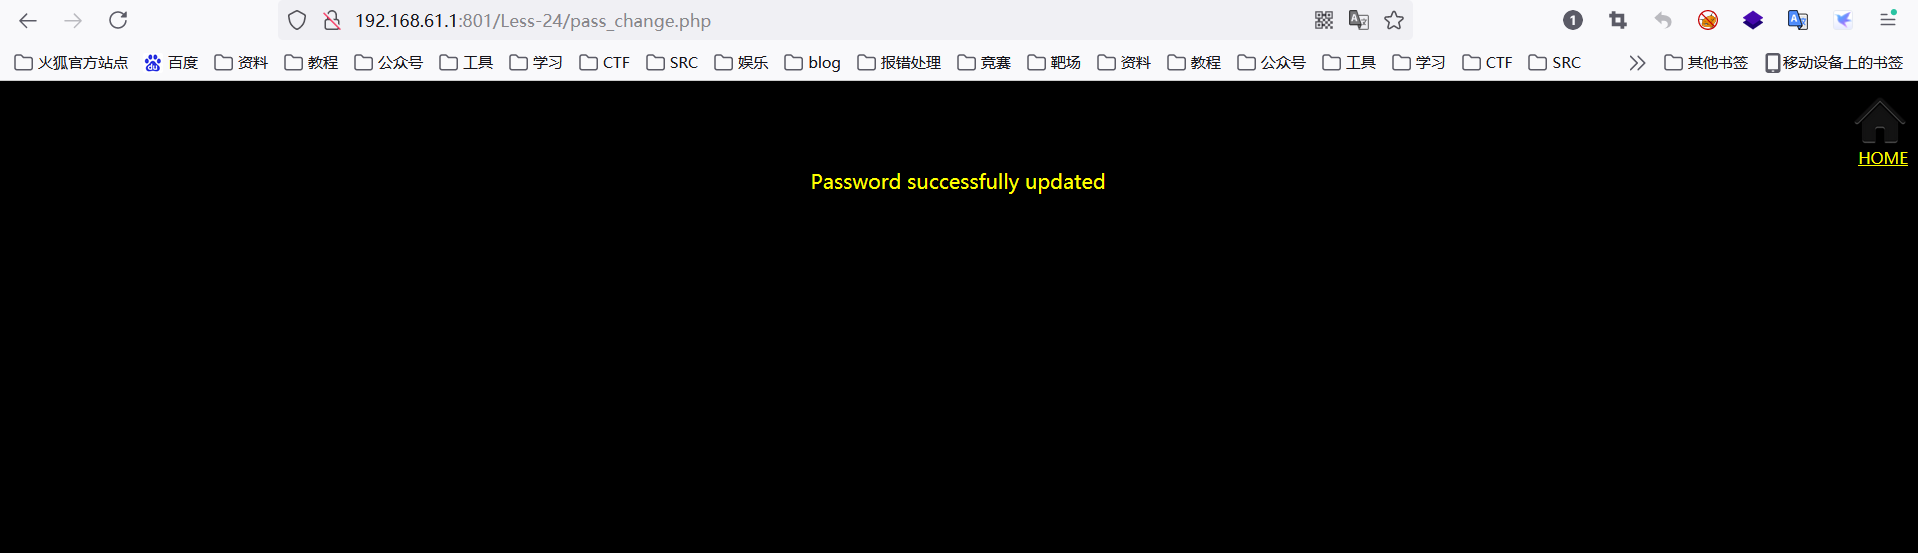 192.168.61.1:801/Less-24/pass_change.php 1
火狐官方站点 百度 资料 教程 公众号 工具 学习 CTF SRC 娱乐 blog 报错处理 竞赛 靶场 资料 教程 公众号 工具 学习 CTF SRC 其他书签 移动设备上的书签
HOME
Password successfully updated